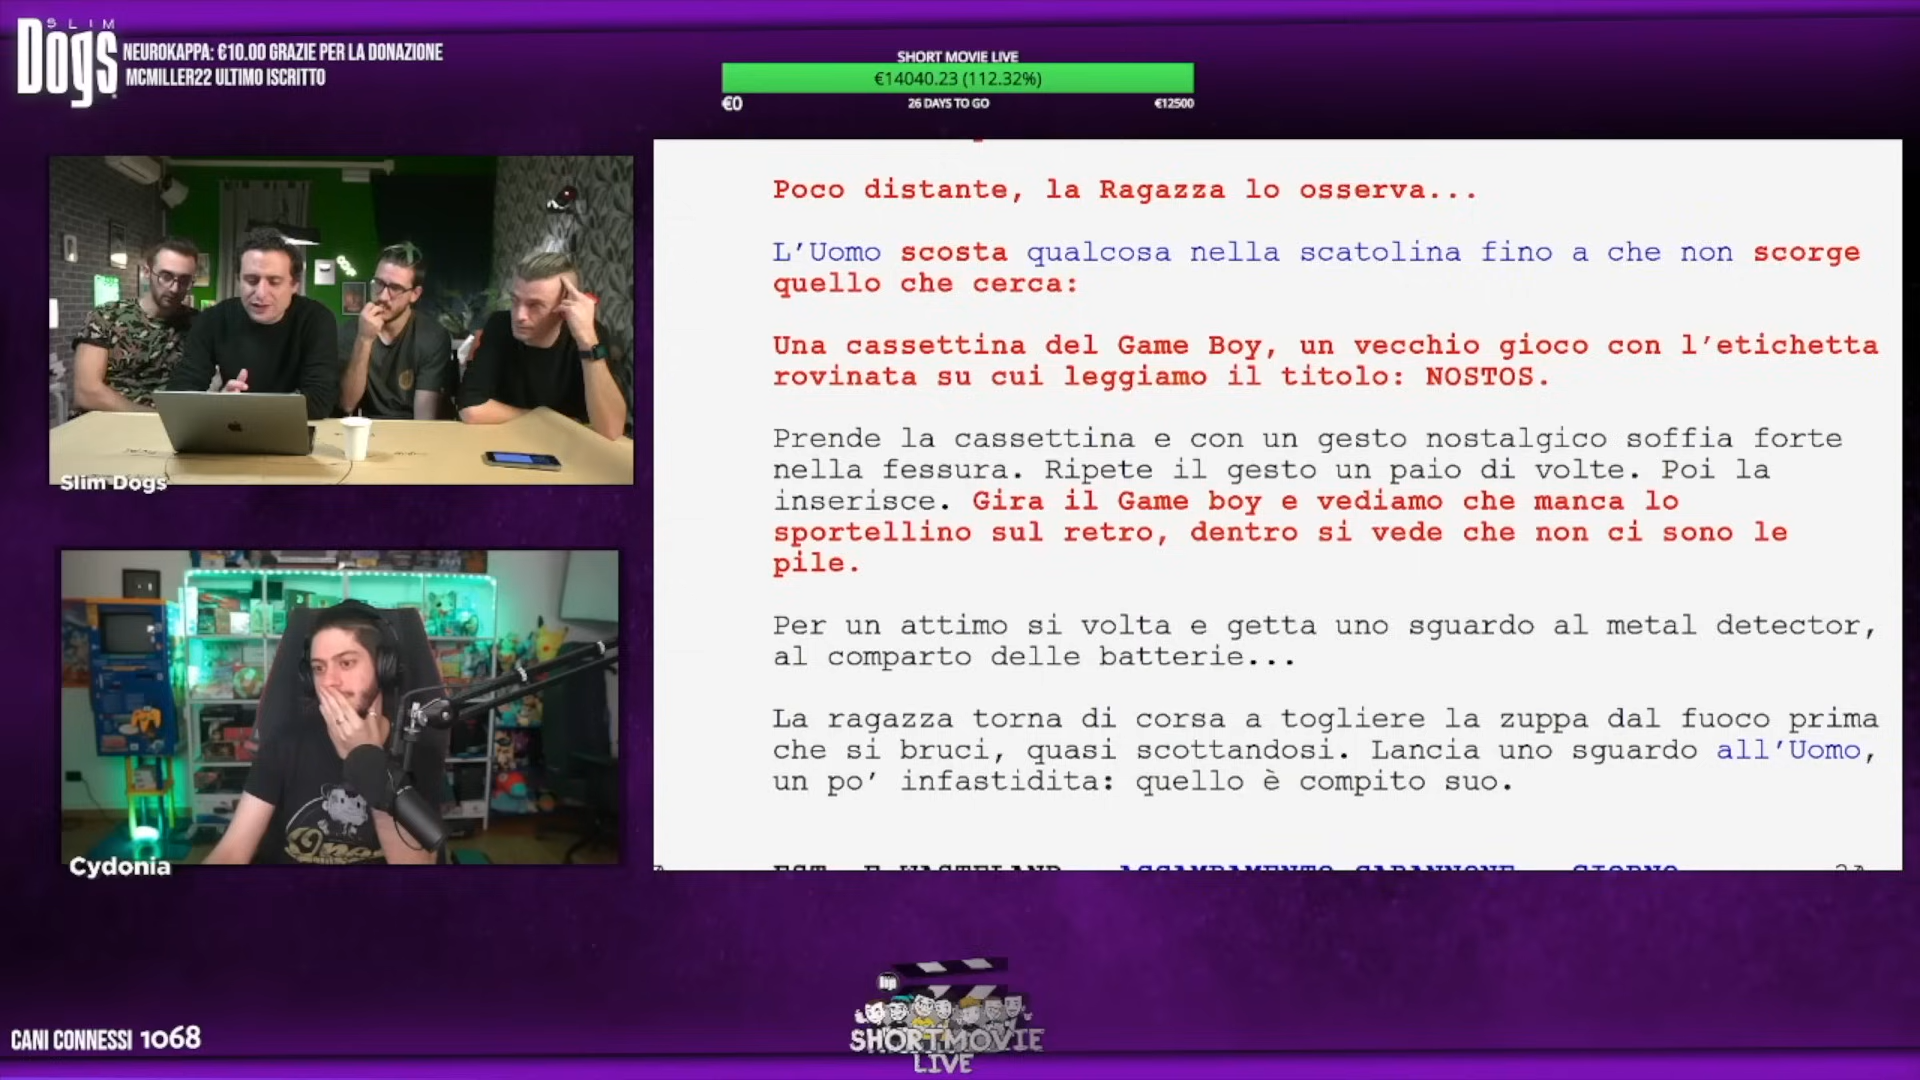 SLIM
Dogs
NEUROKAPPA: €10.00 GRAZIE PER LA DONAZIONE
MCMILLER22 ULTIMO ISCRITTO
SHORT MOVIE LIVE
€14040.23 (112.32%)
€0
26 DAYS TO GO
€12500
Poco distante, la Ragazza lo osserva...
L’Uomo scosta qualcosa nella scatolina fino a che non scorge
quello che cerca:
Una cassettina del Game Boy, un vecchio gioco con l’etichetta
rovinata su cui leggiamo il titolo: NOSTOS.
Prende la cassettina e con un gesto nostalgico soffia forte
nella fessura. Ripete il gesto un paio di volte. Poi la
inserisce. Gira il Game boy e vediamo che manca lo
sportellino sul retro, dentro si vede che non ci sono le
pile.
Per un attimo si volta e getta uno sguardo al metal detector,
al comparto delle batterie...
La ragazza torna di corsa a togliere la zuppa dal fuoco prima
che si bruci, quasi scottandosi. Lancia uno sguardo all’Uomo,
un po’ infastidita: quello è compito suo.
EST. E-WASTELAND - ACCAMPAMENTO CAPANNONE - GIORNO
Slim Dogs
Cydonia
CANI CONNESSI 1068
SHORTMOVIE
LIVE